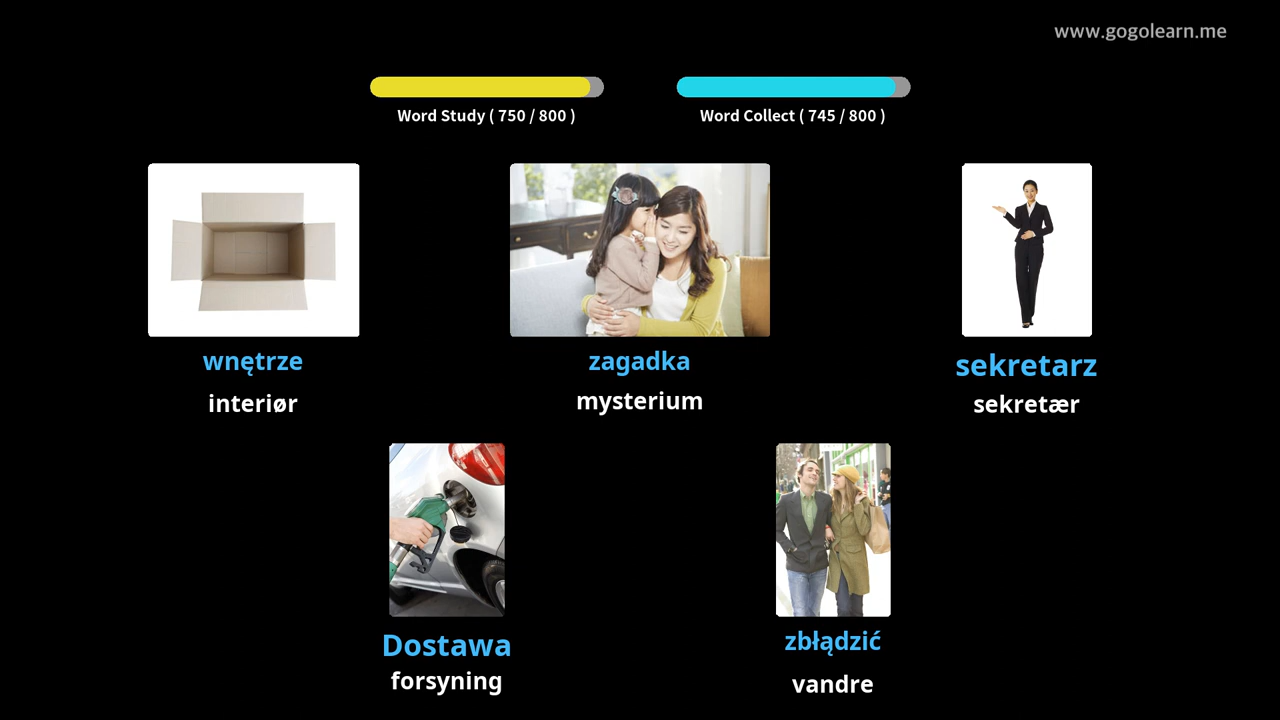 www.gogolearn.me
Word Study ( 750 / 800 )
Word Collect ( 745 / 800 )
wnętrze
interiør
zagadka
mysterium
sekretarz
sekretær
Dostawa
forsyning
zbłądzić
vandre